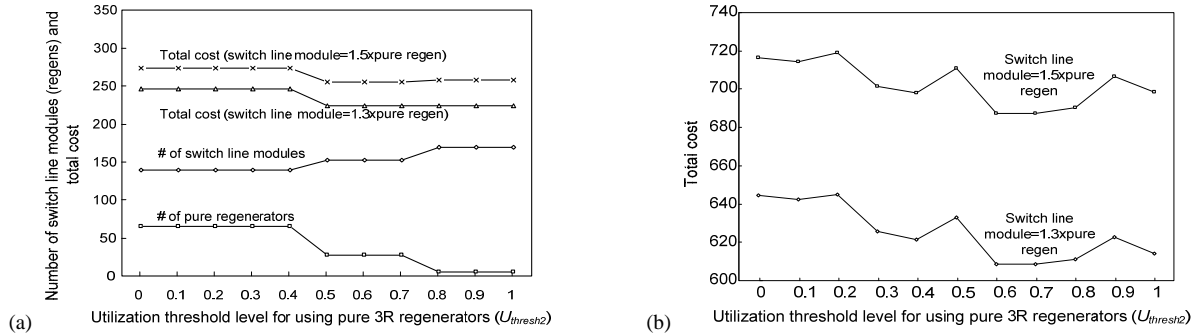 350
300
250
200
150
100
50
0
Number of switch line modules (regens) and
total cost
Total cost (switch line module=1.5xpure regen)
Total cost (switch line module=1.3xpure regen)
# of switch line modules
# of pure regenerators
0 0.1 0.2 0.3 0.4 0.5 0.6 0.7 0.8 0.9 1
(a) Utilization threshold level for using pure 3R regenerators (Uthresh2)
740
720
700
680
660
640
620
600
Total cost
Switch line
module=1.5xpure
regen
Switch line
module=1.3xpure
regen
0 0.1 0.2 0.3 0.4 0.5 0.6 0.7 0.8 0.9 1
(b) Utilization threshold level for using pure 3R regenerators (Uthresh2)